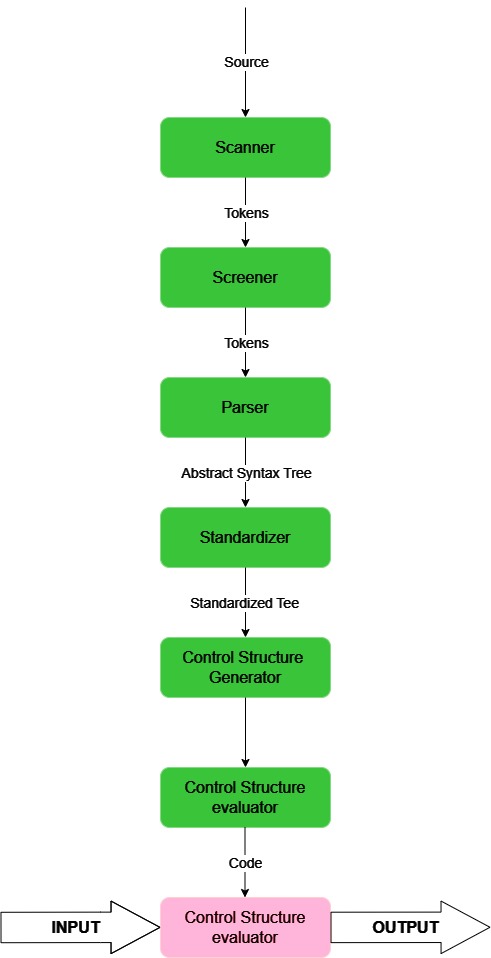 Source
Scanner
Tokens
Screener
Tokens
Parser
Abstract Syntax Tree
Standardizer
Standardized Tee
Control Structure
Generator
Control Structure
evaluator
Code
INPUT
Control Structure
evaluator
OUTPUT